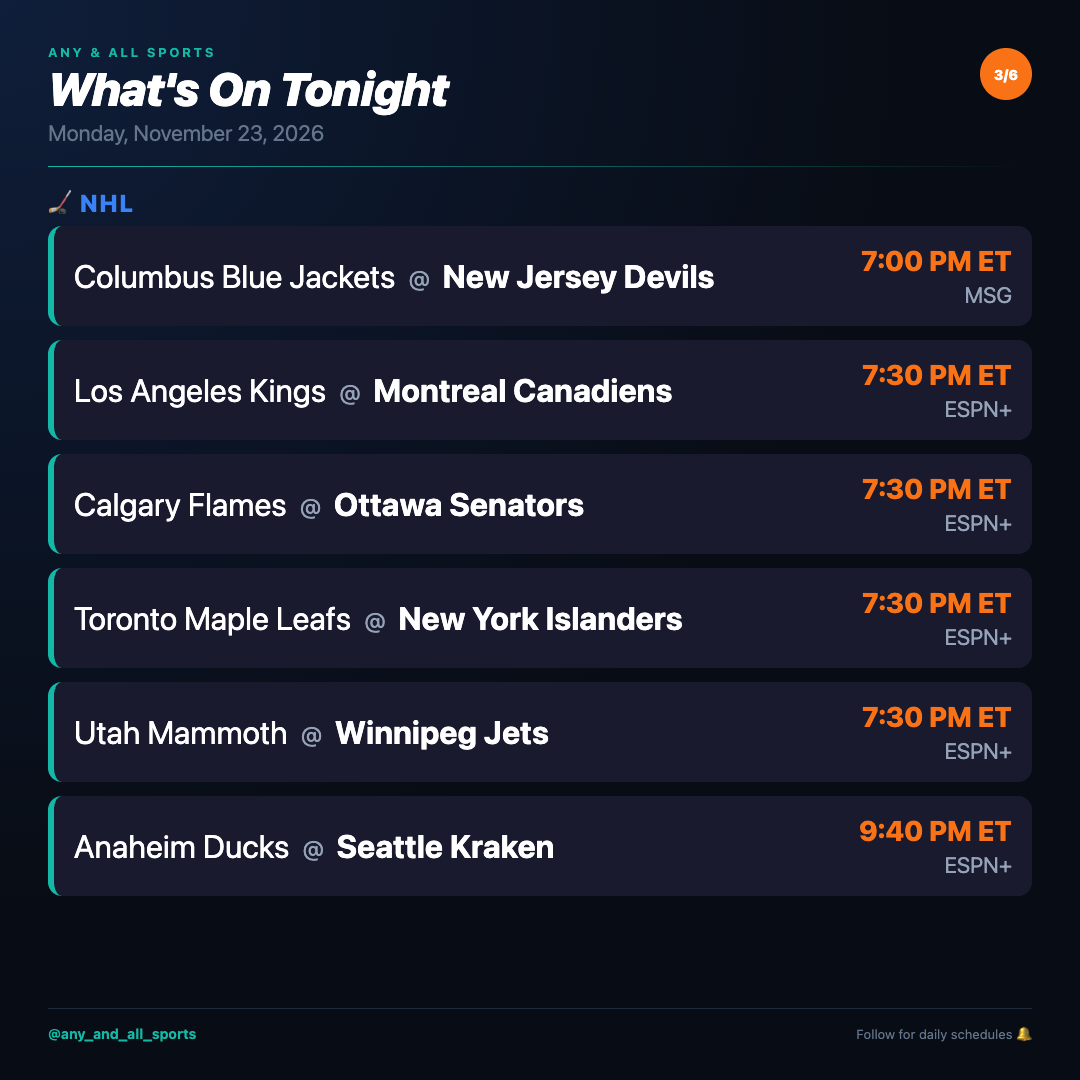 ANY & ALL SPORTS
What's On Tonight
Monday, November 23, 2026
3/6
NHL
Columbus Blue Jackets @ New Jersey Devils
7:00 PM ET
MSG
Los Angeles Kings @ Montreal Canadiens
7:30 PM ET
ESPN+
Calgary Flames @ Ottawa Senators
7:30 PM ET
ESPN+
Toronto Maple Leafs @ New York Islanders
7:30 PM ET
ESPN+
Utah Mammoth @ Winnipeg Jets
7:30 PM ET
ESPN+
Anaheim Ducks @ Seattle Kraken
9:40 PM ET
ESPN+
@any_and_all_sports
Follow for daily schedules